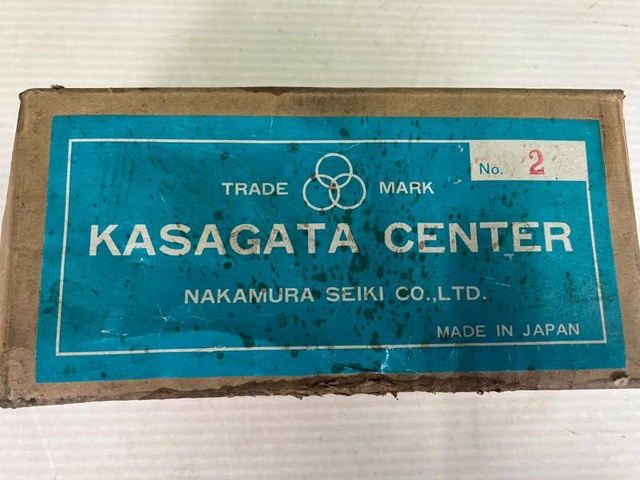 No. 2
TRADE MARK
KASAGATA CENTER
NAKAMURA SEIKI CO.,LTD.
MADE IN JAPAN